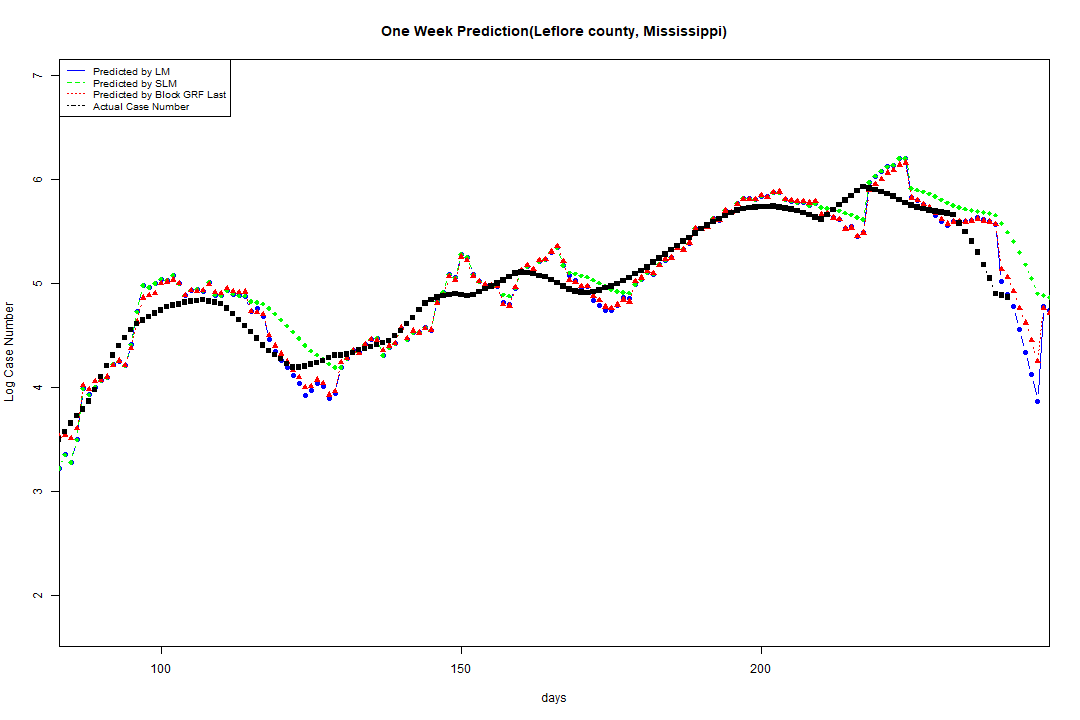 One Week Prediction(Leflore county, Mississippi)
Predicted by LM
Predicted by SLM
Predicted by Block GRF Last
Actual Case Number
7
6
5
4
3
2
Log Case Number
100 150 200
days